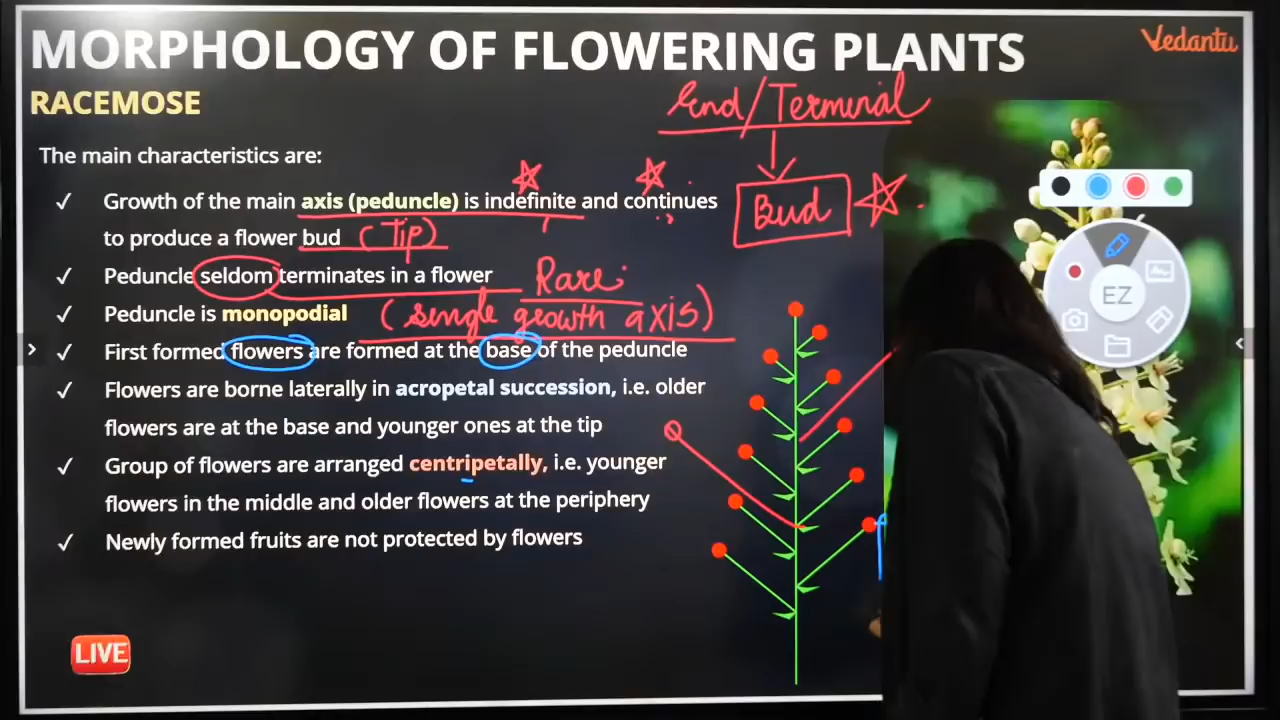 MORPHOLOGY OF FLOWERING PLANTS
Vedantu
RACEMOSE
End/Terminal
The main characteristics are:
Bud
✓ Growth of the main axis (peduncle) is indefinite and continues
to produce a flower bud (Tip)
✓ Peduncle seldom terminates in a flower Rare
✓ Peduncle is monopodial (single growth axis)
✓ First formed flowers are formed at the base of the peduncle
✓ Flowers are borne laterally in acropetal succession, i.e. older
flowers are at the base and younger ones at the tip
✓ Group of flowers are arranged centripetally, i.e. younger
flowers in the middle and older flowers at the periphery
✓ Newly formed fruits are not protected by flowers
EZ
LIVE